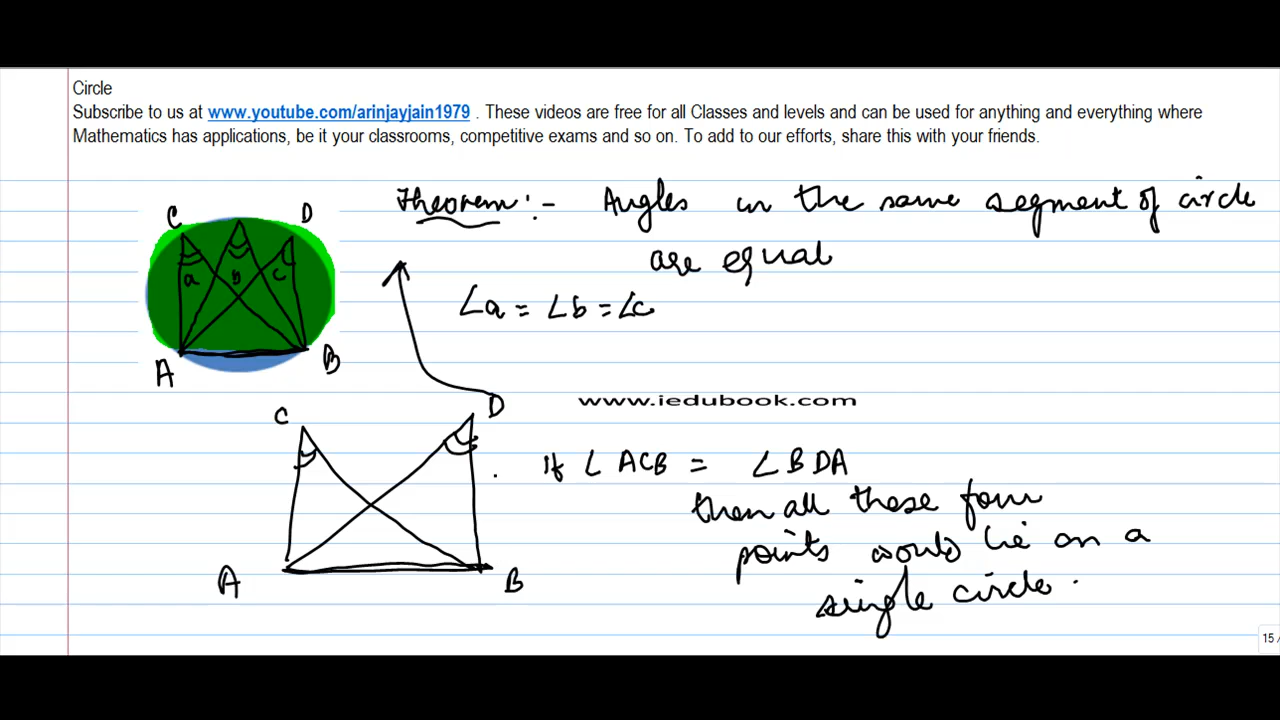 Circle
Subscribe to us at www.youtube.com/arinjayjain1979 . These videos are free for all Classes and levels and can be used for anything and everything where
Mathematics has applications, be it your classrooms, competitive exams and so on. To add to our efforts, share this with your friends.
Theorem :- Angles in the same segment of circle
are equal
C D
a b c
A B
∠a = ∠b = ∠c
www.iedubook.com
C D
A B
If ∠ ACB = ∠ BDA
then all these four
points would lie on a
single circle .
15 /